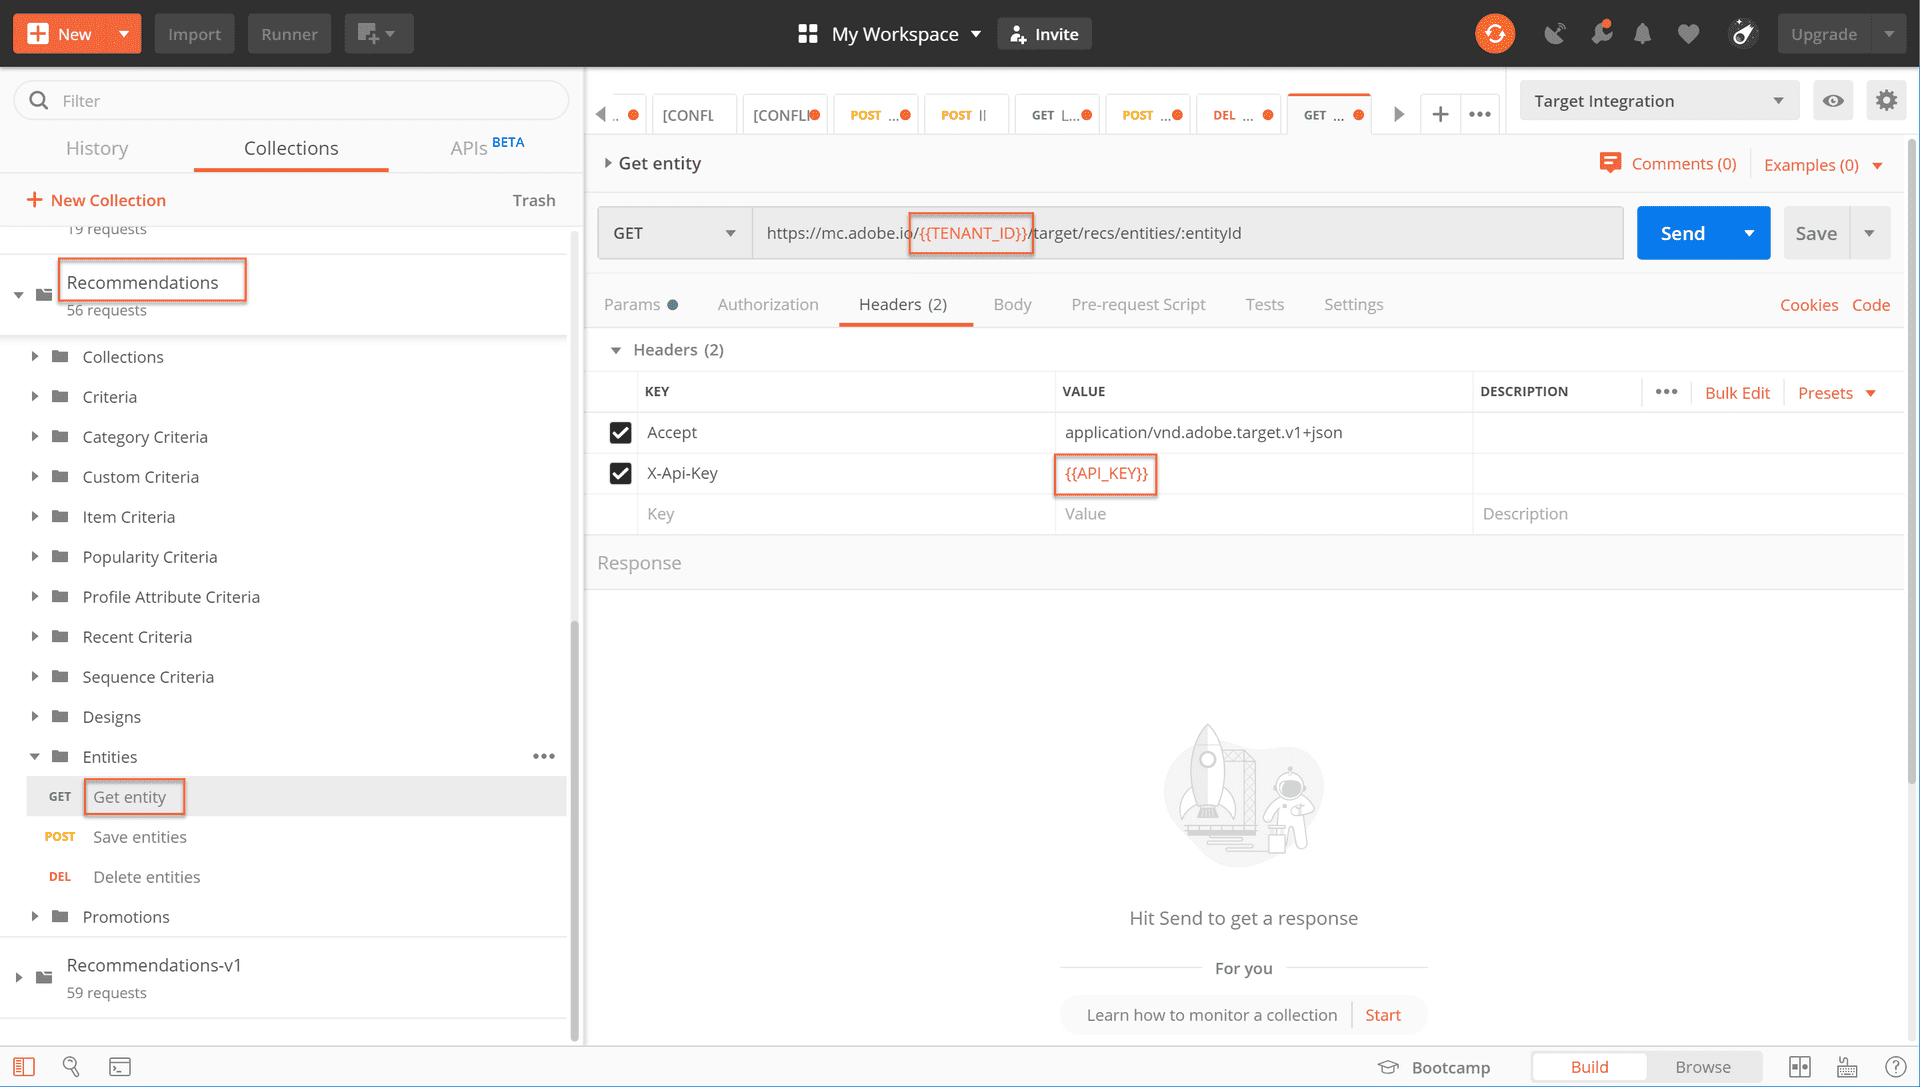 New Import Runner My Workspace Invite Upgrade
Filter
History Collections APIs BETA
New Collection Trash
19 requests
Recommendations
56 requests
Collections
Criteria
Category Criteria
Custom Criteria
Item Criteria
Popularity Criteria
Profile Attribute Criteria
Recent Criteria
Sequence Criteria
Designs
Entities
GET Get entity
POST Save entities
DEL Delete entities
Promotions
Recommendations-v1
59 requests
.. [CONFL [CONFLI POST ... POST || GET L... POST ... DEL ... GET ... Target Integration
Get entity Comments (0) Examples (0)
GET https://mc.adobe.io/{{TENANT_ID}}/target/recs/entities/:entityId Send Save
Params Authorization Headers (2) Body Pre-request Script Tests Settings Cookies Code
Headers (2)
KEY VALUE DESCRIPTION Bulk Edit Presets
Accept application/vnd.adobe.target.v1+json
X-Api-Key {{API_KEY}}
Key Value Description
Response
Hit Send to get a response
For you
Learn how to monitor a collection Start
Bootcamp Build Browse